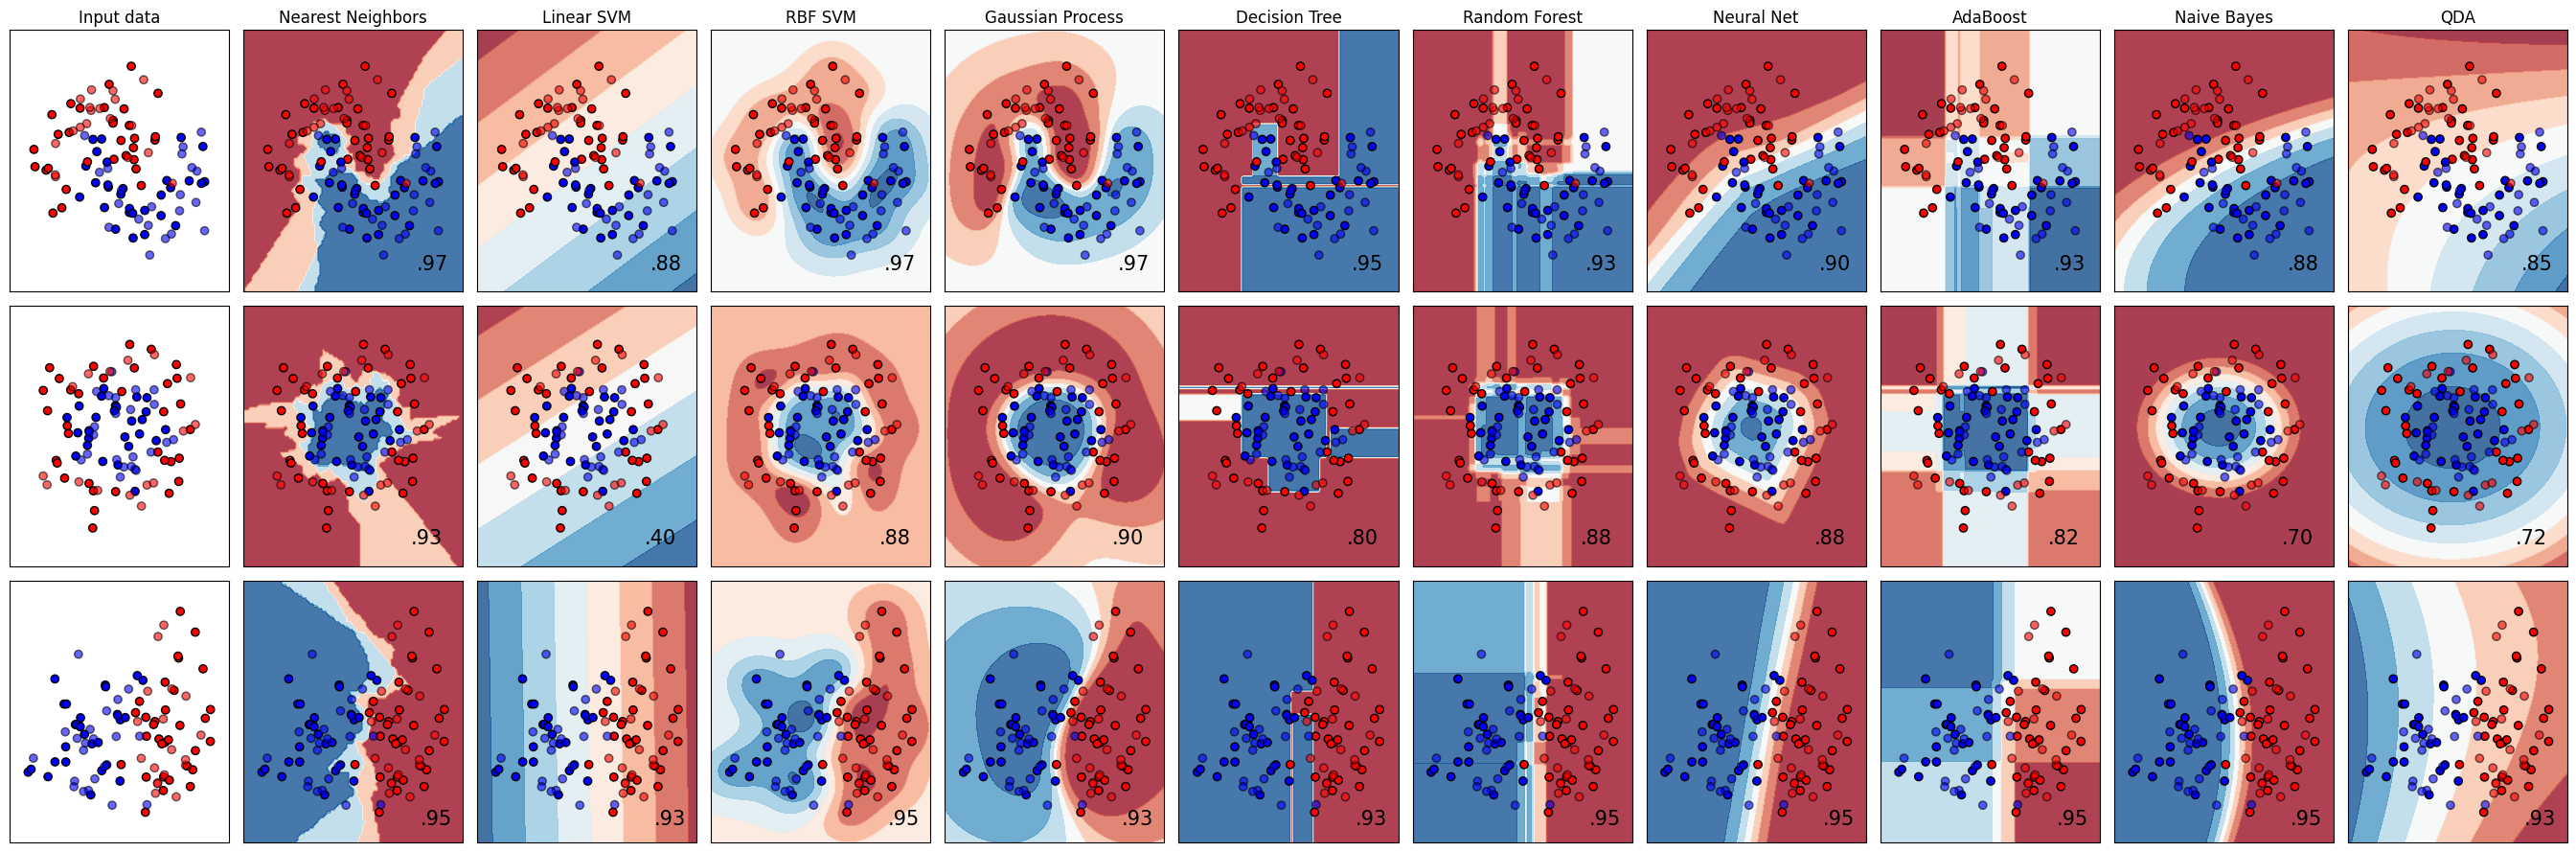 Input data Nearest Neighbors Linear SVM RBF SVM Gaussian Process Decision Tree Random Forest Neural Net AdaBoost Naive Bayes QDA
.97 .88 .97 .97 .95 .93 .90 .93 .88 .85
.93 .40 .88 .90 .80 .88 .88 .82 .70 .72
.95 .93 .95 .93 .93 .95 .95 .95 .95 .93